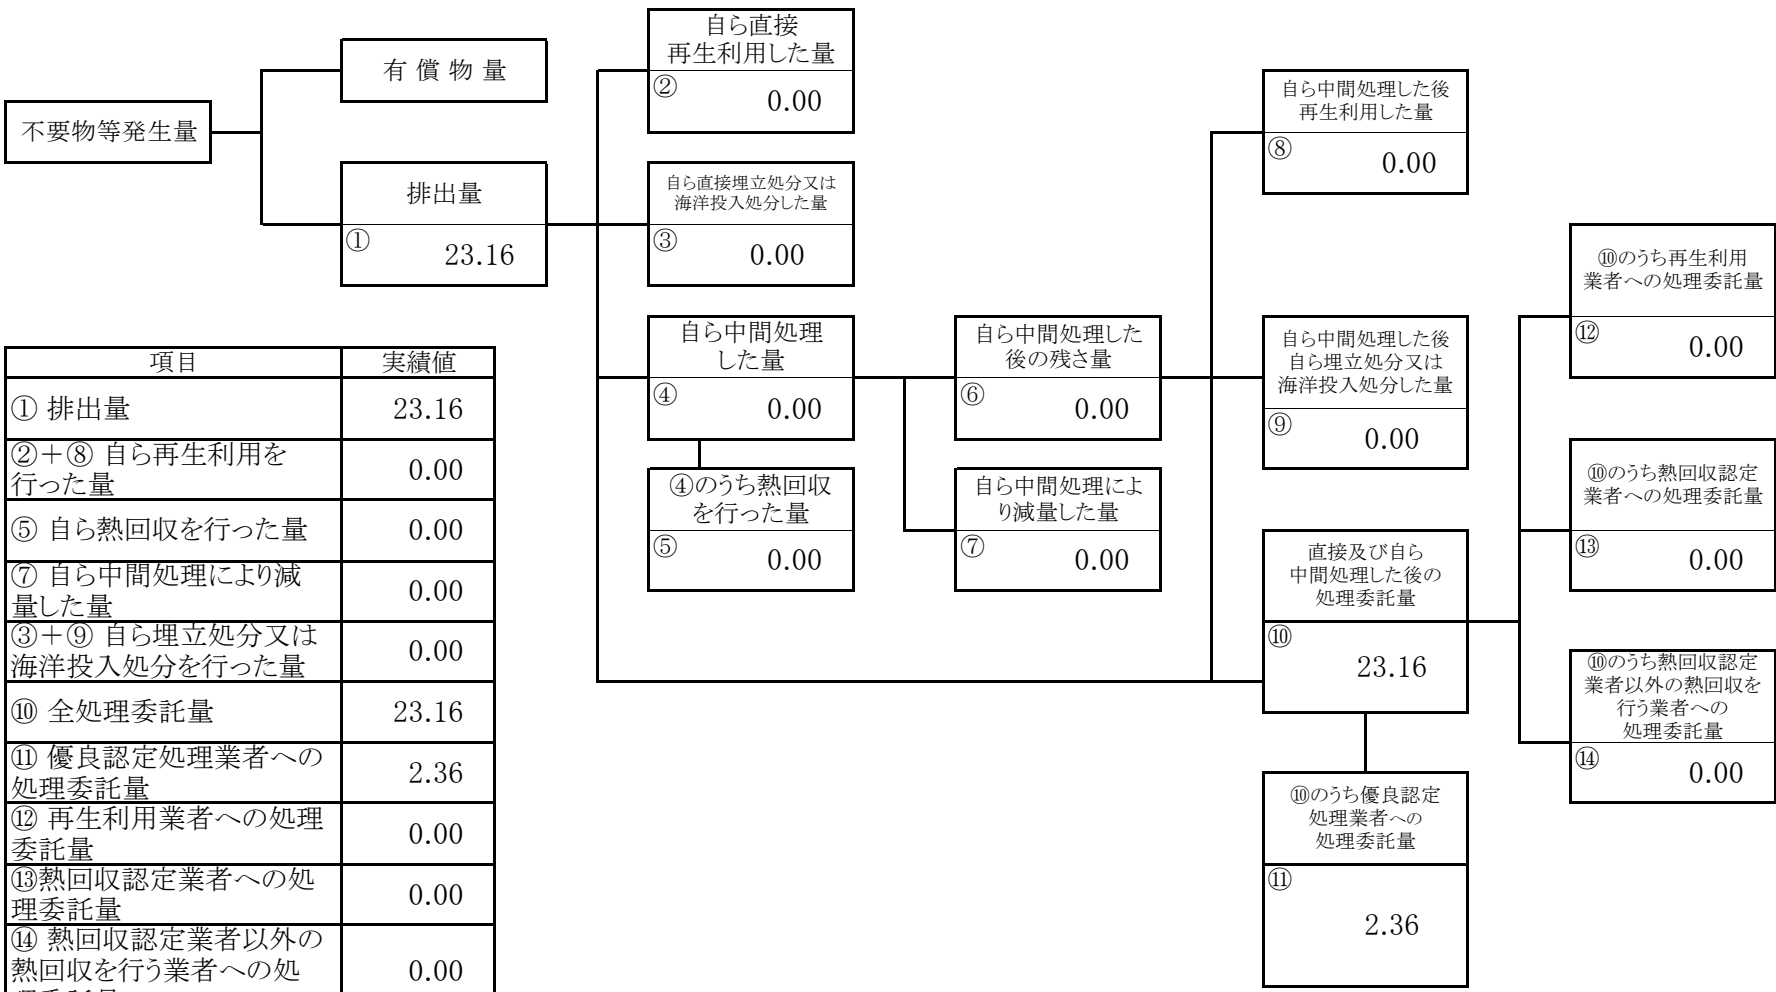 不要物等発生量
有償物量
排出量
①
23.16
自ら直接
再生利用した量
②
0.00
自ら直接埋立処分又は
海洋投入処分した量
③
0.00
自ら中間処理
した量
④
0.00
④のうち熱回収
を行った量
⑤
0.00
自ら中間処理した
後の残さ量
⑥
0.00
自ら中間処理によ
り減量した量
⑦
0.00
自ら中間処理した後
再生利用した量
⑧
0.00
自ら中間処理した後
自ら埋立処分又は
海洋投入処分した量
⑨
0.00
直接及び自ら
中間処理した後の
処理委託量
⑩
23.16
⑩のうち優良認定
処理業者への
処理委託量
⑪
2.36
⑩のうち再生利用
業者への処理委託量
⑫
0.00
⑩のうち熱回収認定
業者への処理委託量
⑬
0.00
⑩のうち熱回収認定
業者以外の熱回収を
行う業者への
処理委託量
⑭
0.00
項目 実績値
① 排出量 23.16
②+⑧ 自ら再生利用を
行った量 0.00
⑤ 自ら熱回収を行った量 0.00
⑦ 自ら中間処理により減
量した量 0.00
③+⑨ 自ら埋立処分又は
海洋投入処分を行った量 0.00
⑩ 全処理委託量 23.16
⑪ 優良認定処理業者への
処理委託量 2.36
⑫ 再生利用業者への処理
委託量 0.00
⑬熱回収認定業者への処
理委託量 0.00
⑭ 熱回収認定業者以外の
熱回収を行う業者への処 0.00